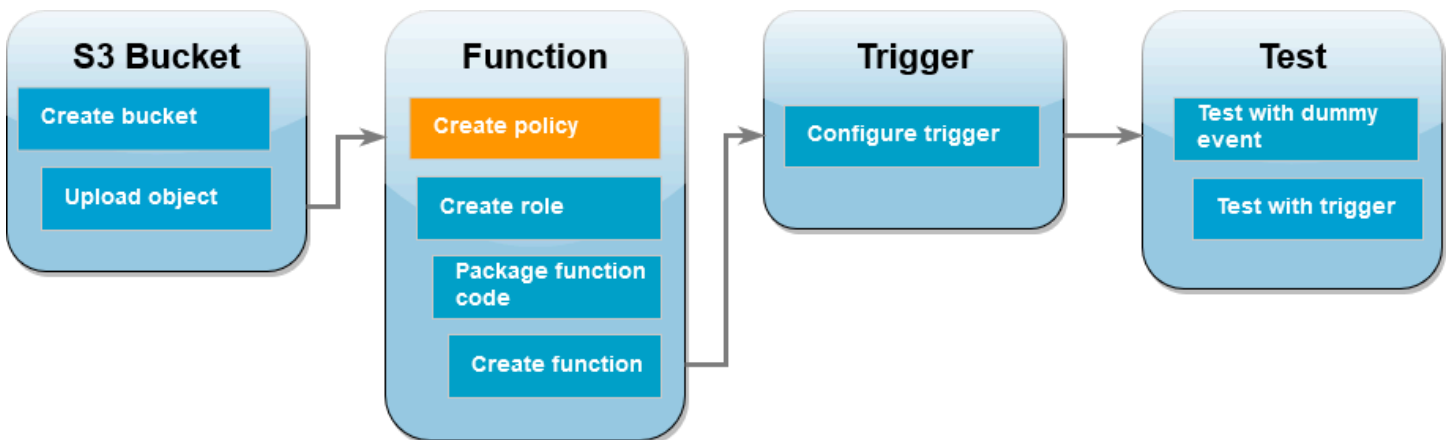 S3 Bucket
Create bucket
Upload object
Function
Create policy
Create role
Package function
code
Create function
Trigger
Configure trigger
Test
Test with dummy
event
Test with trigger